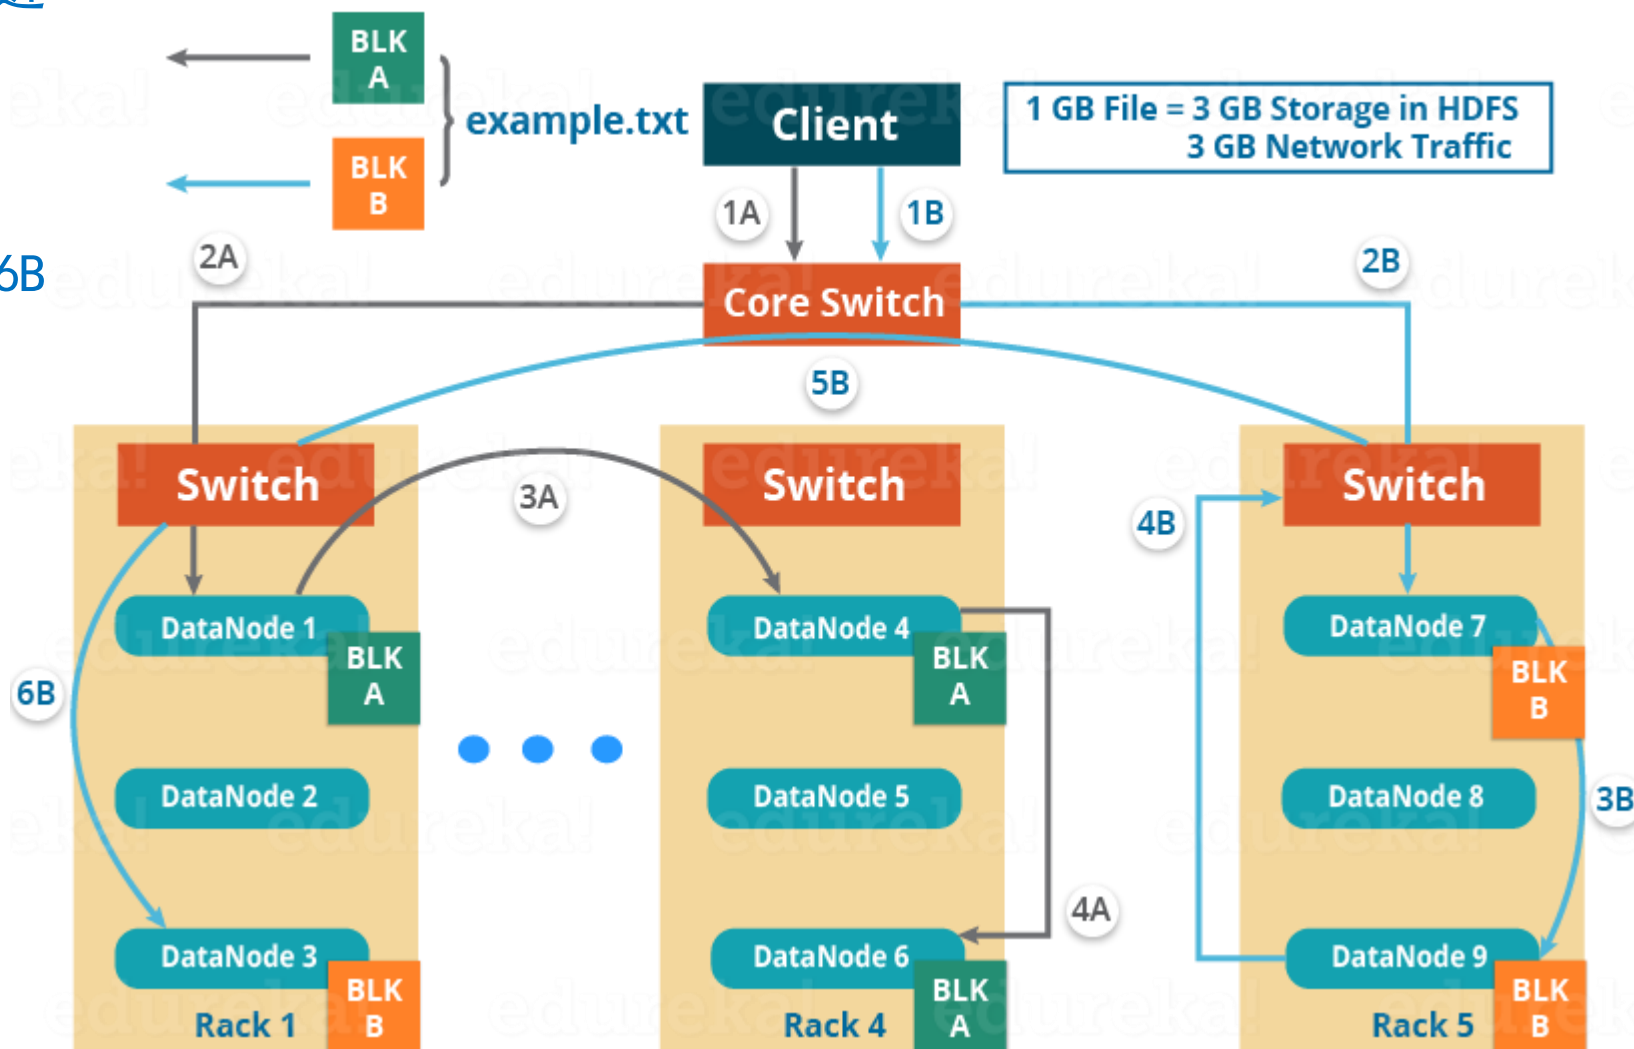 BLK
A
BLK
B
example.txt
Client
1 GB File = 3 GB Storage in HDFS
3 GB Network Traffic
1A
1B
2A
2B
6B
Core Switch
5B
Switch
Switch
Switch
3A
4B
DataNode 1
BLK
A
DataNode 4
BLK
A
DataNode 7
BLK
B
6B
DataNode 2
DataNode 5
DataNode 8
3B
4A
DataNode 3
BLK
B
DataNode 6
BLK
A
DataNode 9
BLK
B
Rack 1
Rack 4
Rack 5
edureka!